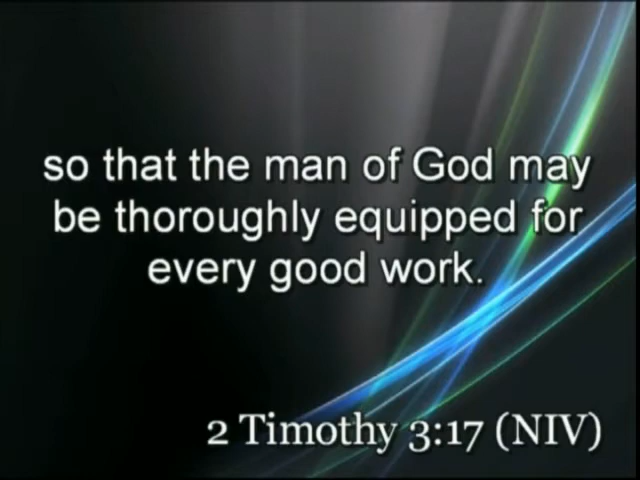 so that the man of God may
be thoroughly equipped for
every good work.
2 Timothy 3:17 (NIV)